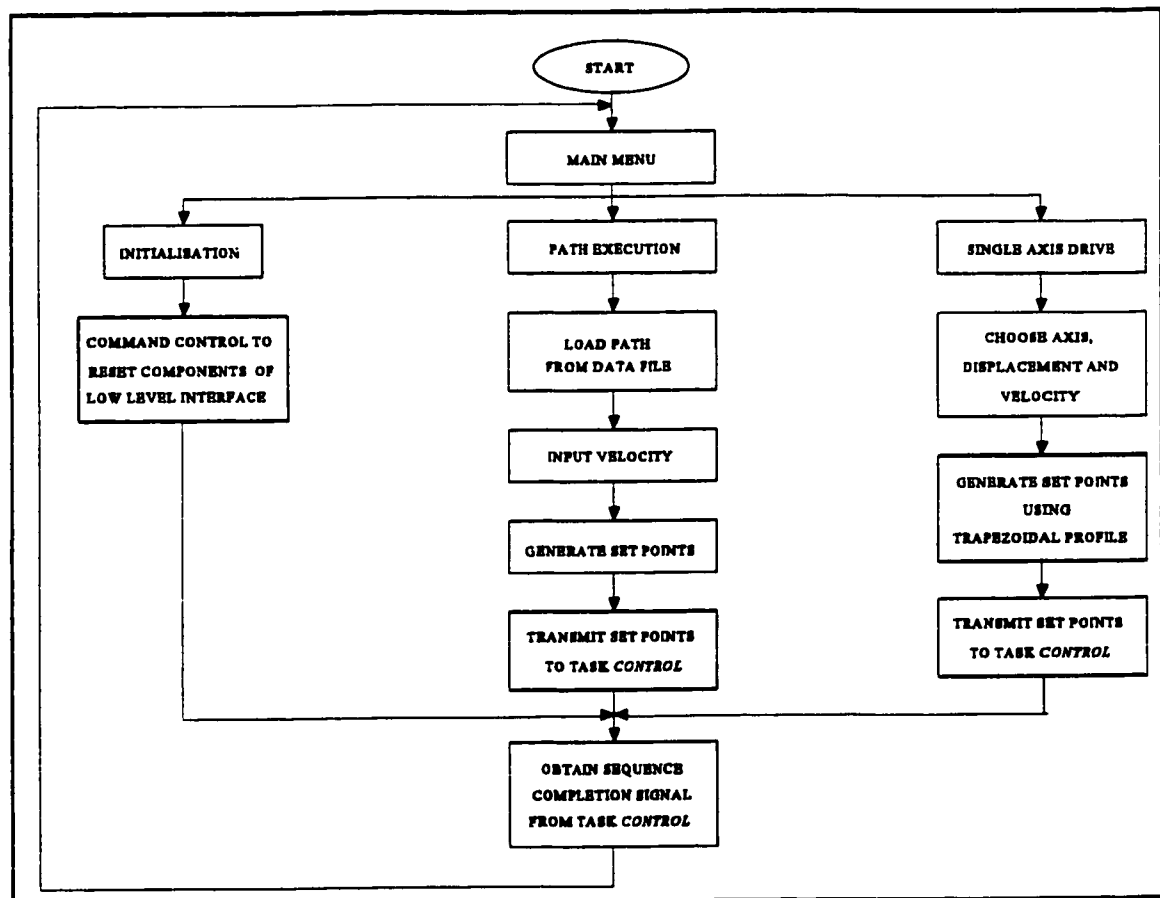 START
MAIN MENU
INITIALISATION
COMMAND CONTROL TO
RESET COMPONENTS OF
LOW LEVEL INTERFACE
PATH EXECUTION
LOAD PATH
FROM DATA FILE
INPUT VELOCITY
GENERATE SET POINTS
TRANSMIT SET POINTS
TO TASK CONTROL
SINGLE AXIS DRIVE
CHOOSE AXIS,
DISPLACEMENT AND
VELOCITY
GENERATE SET POINTS
USING
TRAPEZOIDAL PROFILE
TRANSMIT SET POINTS
TO TASK CONTROL
OBTAIN SEQUENCE
COMPLETION SIGNAL
FROM TASK CONTROL